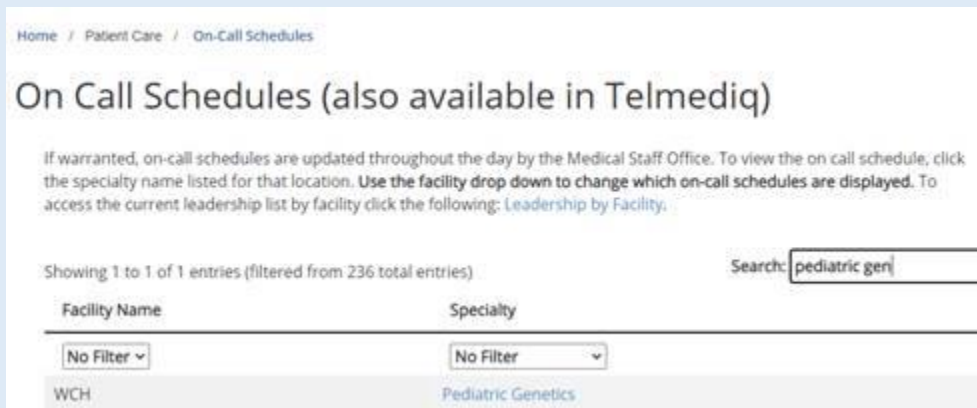 Home / Patient Care / On-Call Schedules
On Call Schedules (also available in Telmediq)
If warranted, on-call schedules are updated throughout the day by the Medical Staff Office. To view the on call schedule, click
the specialty name listed for that location. Use the facility drop down to change which on-call schedules are displayed. To
access the current leadership list by facility click the following: Leadership by Facility.
Showing 1 to 1 of 1 entries (filtered from 236 total entries) Search: pediatric gen
Facility Name Specialty
No Filter No Filter
WCH Pediatric Genetics